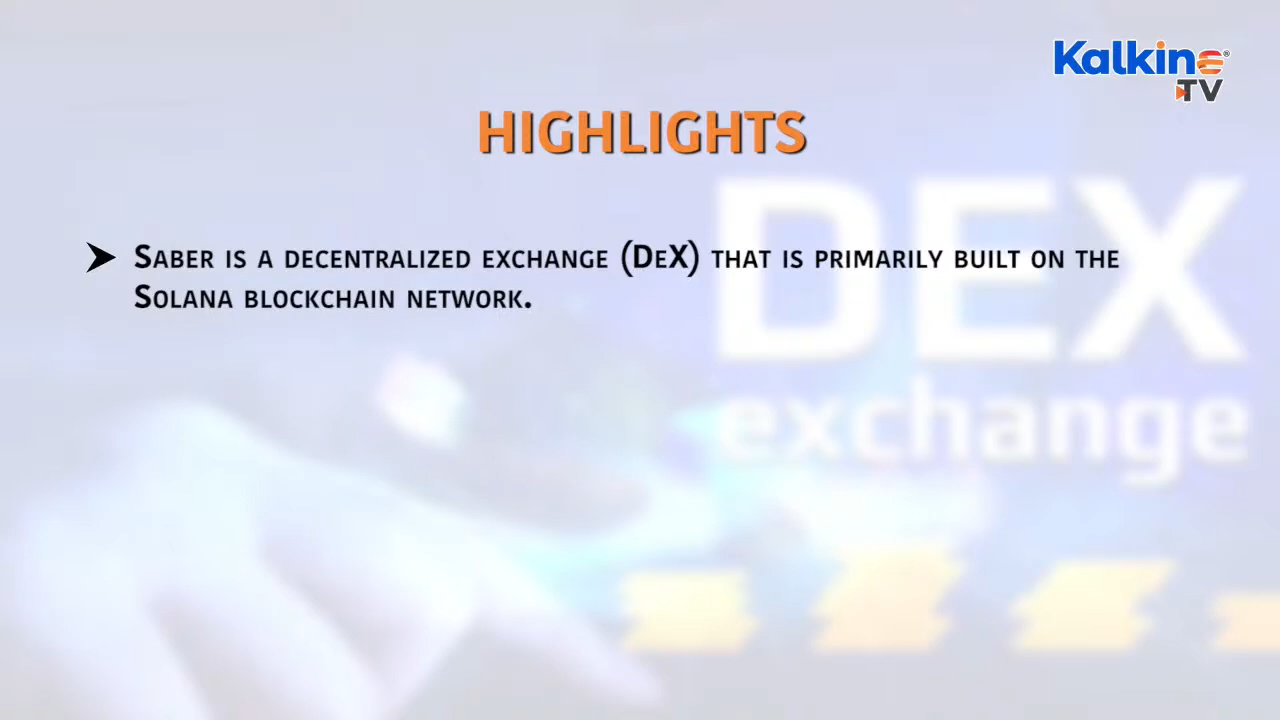 Kalkine®
TV
HIGHLIGHTS
➤ Saber is a decentralized exchange (DeX) that is primarily built on the
Solana blockchain network.
DEX
exchange